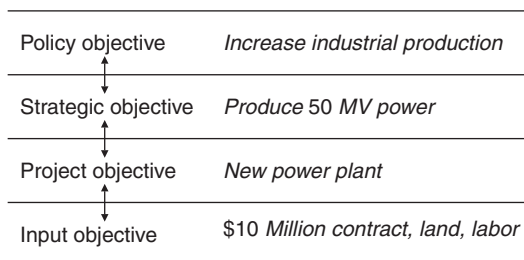 Policy objective Increase industrial production
Strategic objective Produce 50 MV power
Project objective New power plant
Input objective $10 Million contract, land, labor